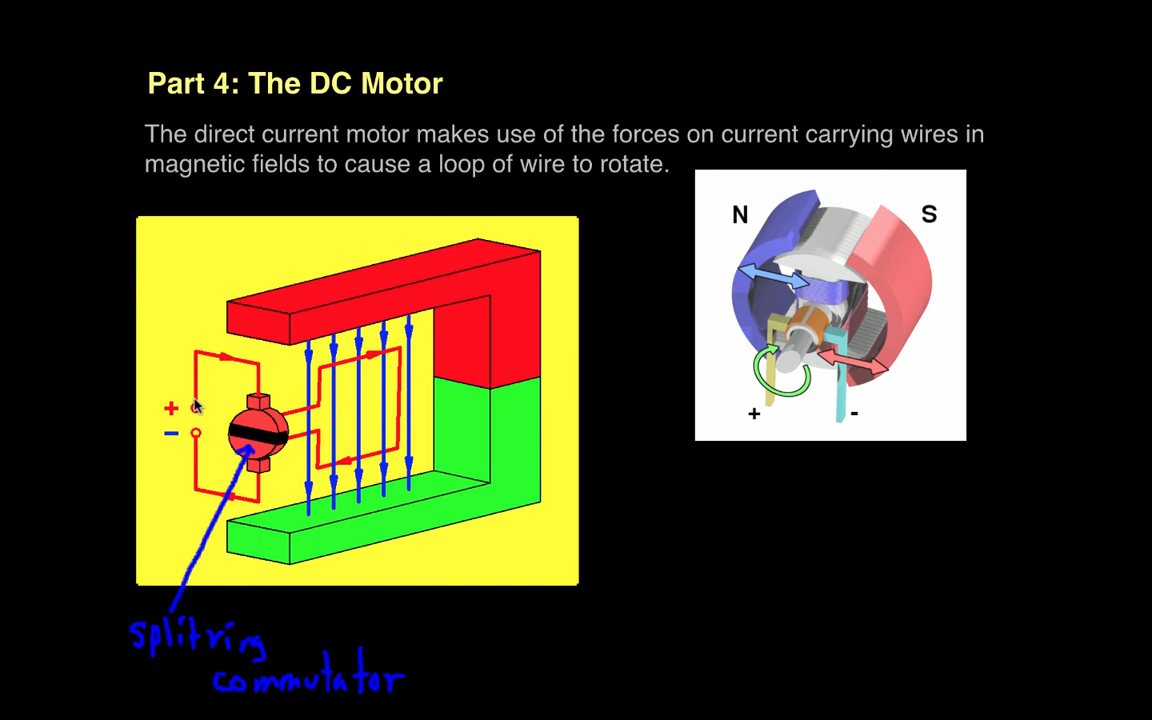 Part 4: The DC Motor
The direct current motor makes use of the forces on current carrying wires in
magnetic fields to cause a loop of wire to rotate.
N
S
+
−
+
-
splitring
commutator